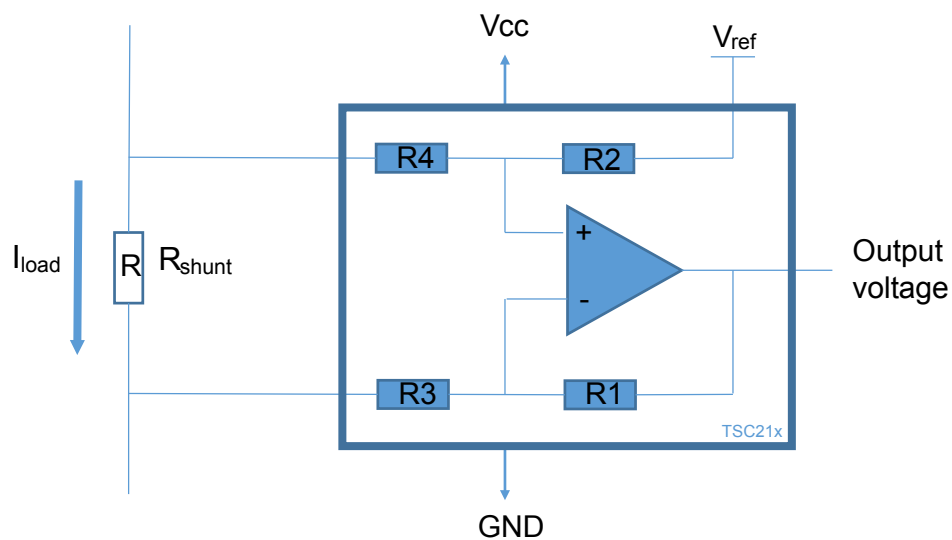 Vcc
Vref
R4
R2
+
Iload
R
Rshunt
Output
voltage
-
R3
R1
TSC21x
GND